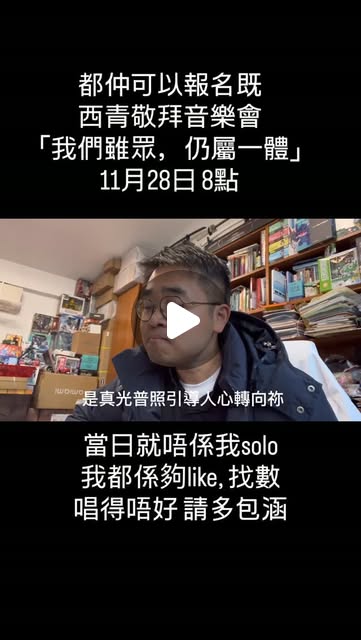 都仲可以報名既
西青敬拜音樂會
「我們雖眾，仍屬一體」
11月28日 8點
是真光普照引導人心轉向祢
當日就唔係我solo
我都係夠like, 找數
唱得唔好 請多包涵